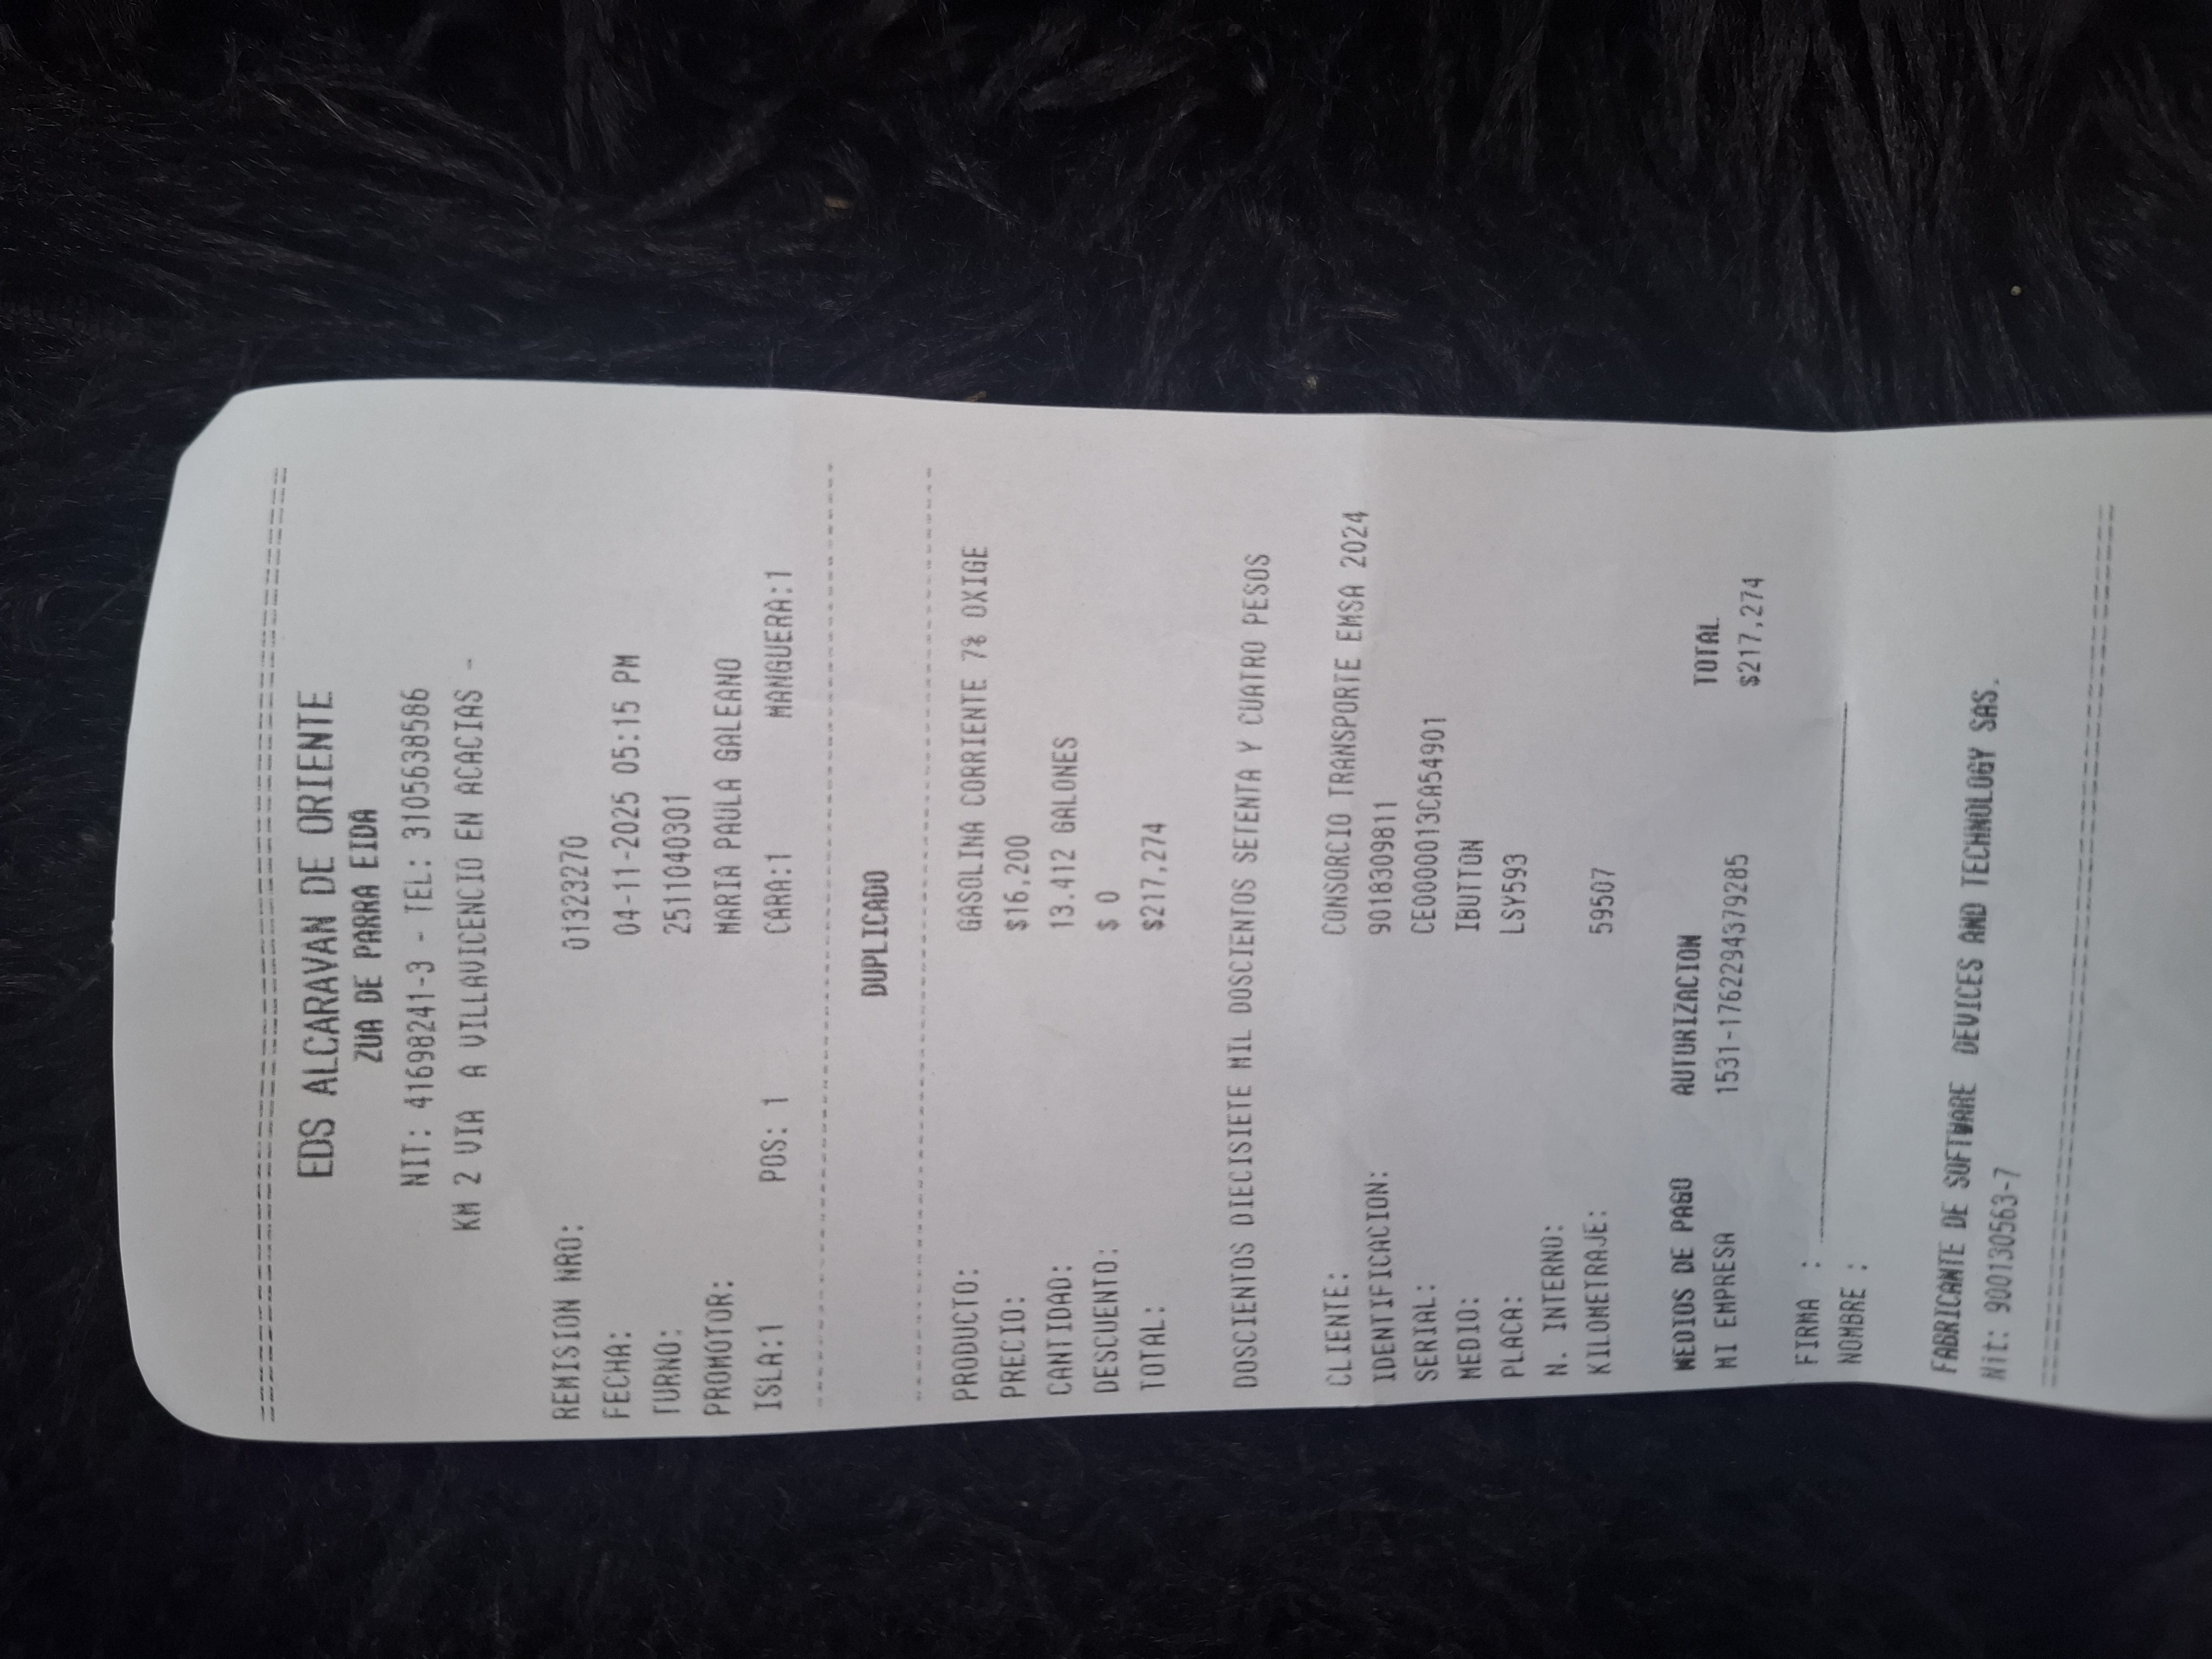 EDS ALCARAVAN DE ORIENTE
ZUA DE PARRA EIDA
NIT: 41698241-3 - TEL: 3105638586
KM 2 VIA A VILLAVICENCIO EN ACACIAS -
REMISION NRO: 01323270
FECHA: 04-11-2025 05:15 PM
TURNO: 2511040301
PROMOTOR: MARIA PAULA GALEANO
ISLA:1 POS: 1 CARA:1 MANGUERA:1
DUPLICADO
PRODUCTO: GASOLINA CORRIENTE 7% OXIGE
PRECIO: $16,200
CANTIDAD: 13.412 GALONES
DESCUENTO: $ 0
TOTAL: $217,274
DOSCIENTOS DIECISIETE MIL DOSCIENTOS SETENTA Y CUATRO PESOS
CLIENTE: CONSORCIO TRANSPORTE EMSA 2024
IDENTIFICACION: 9018309811
SERIAL: CE0000013CA54901
MEDIO: IBUTTON
PLACA: LSY593
N. INTERNO:
KILOMETRAJE: 59507
MEDIOS DE PAGO AUTORIZACION TOTAL
MI EMPRESA 1531-1762294379285 $217,274
FIRMA :
NOMBRE :
FABRICANTE DE SOFTWARE DEVICES AND TECHNOLOGY SAS.
Nit: 900130563-7